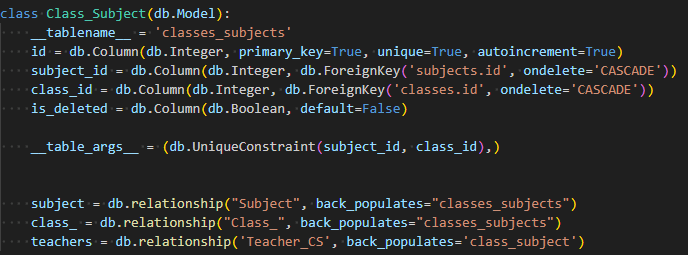 class Class_Subject(db.Model):
    __tablename__ = 'classes_subjects'
    id = db.Column(db.Integer, primary_key=True, unique=True, autoincrement=True)
    subject_id = db.Column(db.Integer, db.ForeignKey('subjects.id', ondelete='CASCADE'))
    class_id = db.Column(db.Integer, db.ForeignKey('classes.id', ondelete='CASCADE'))
    is_deleted = db.Column(db.Boolean, default=False)

    __table_args__ = (db.UniqueConstraint(subject_id, class_id),)


    subject = db.relationship("Subject", back_populates="classes_subjects")
    class_ = db.relationship("Class_", back_populates="classes_subjects")
    teachers = db.relationship('Teacher_CS', back_populates='class_subject')